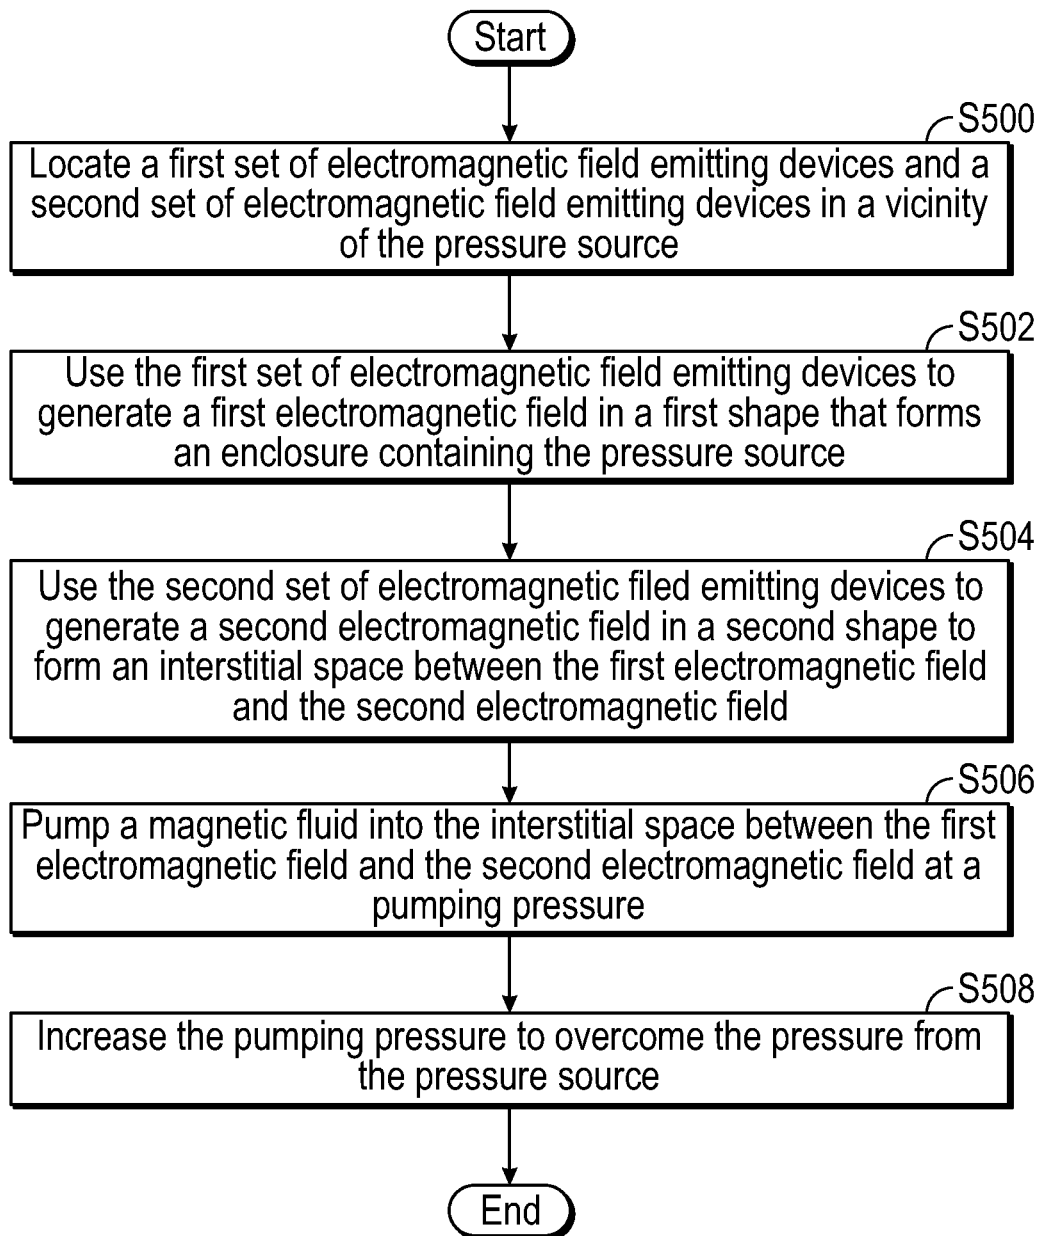 Start
S500
Locate a first set of electromagnetic field emitting devices and a
second set of electromagnetic field emitting devices in a vicinity
of the pressure source
S502
Use the first set of electromagnetic field emitting devices to
generate a first electromagnetic field in a first shape that forms
an enclosure containing the pressure source
S504
Use the second set of electromagnetic filed emitting devices to
generate a second electromagnetic field in a second shape to
form an interstitial space between the first electromagnetic field
and the second electromagnetic field
S506
Pump a magnetic fluid into the interstitial space between the first
electromagnetic field and the second electromagnetic field at a
pumping pressure
S508
Increase the pumping pressure to overcome the pressure from
the pressure source
End